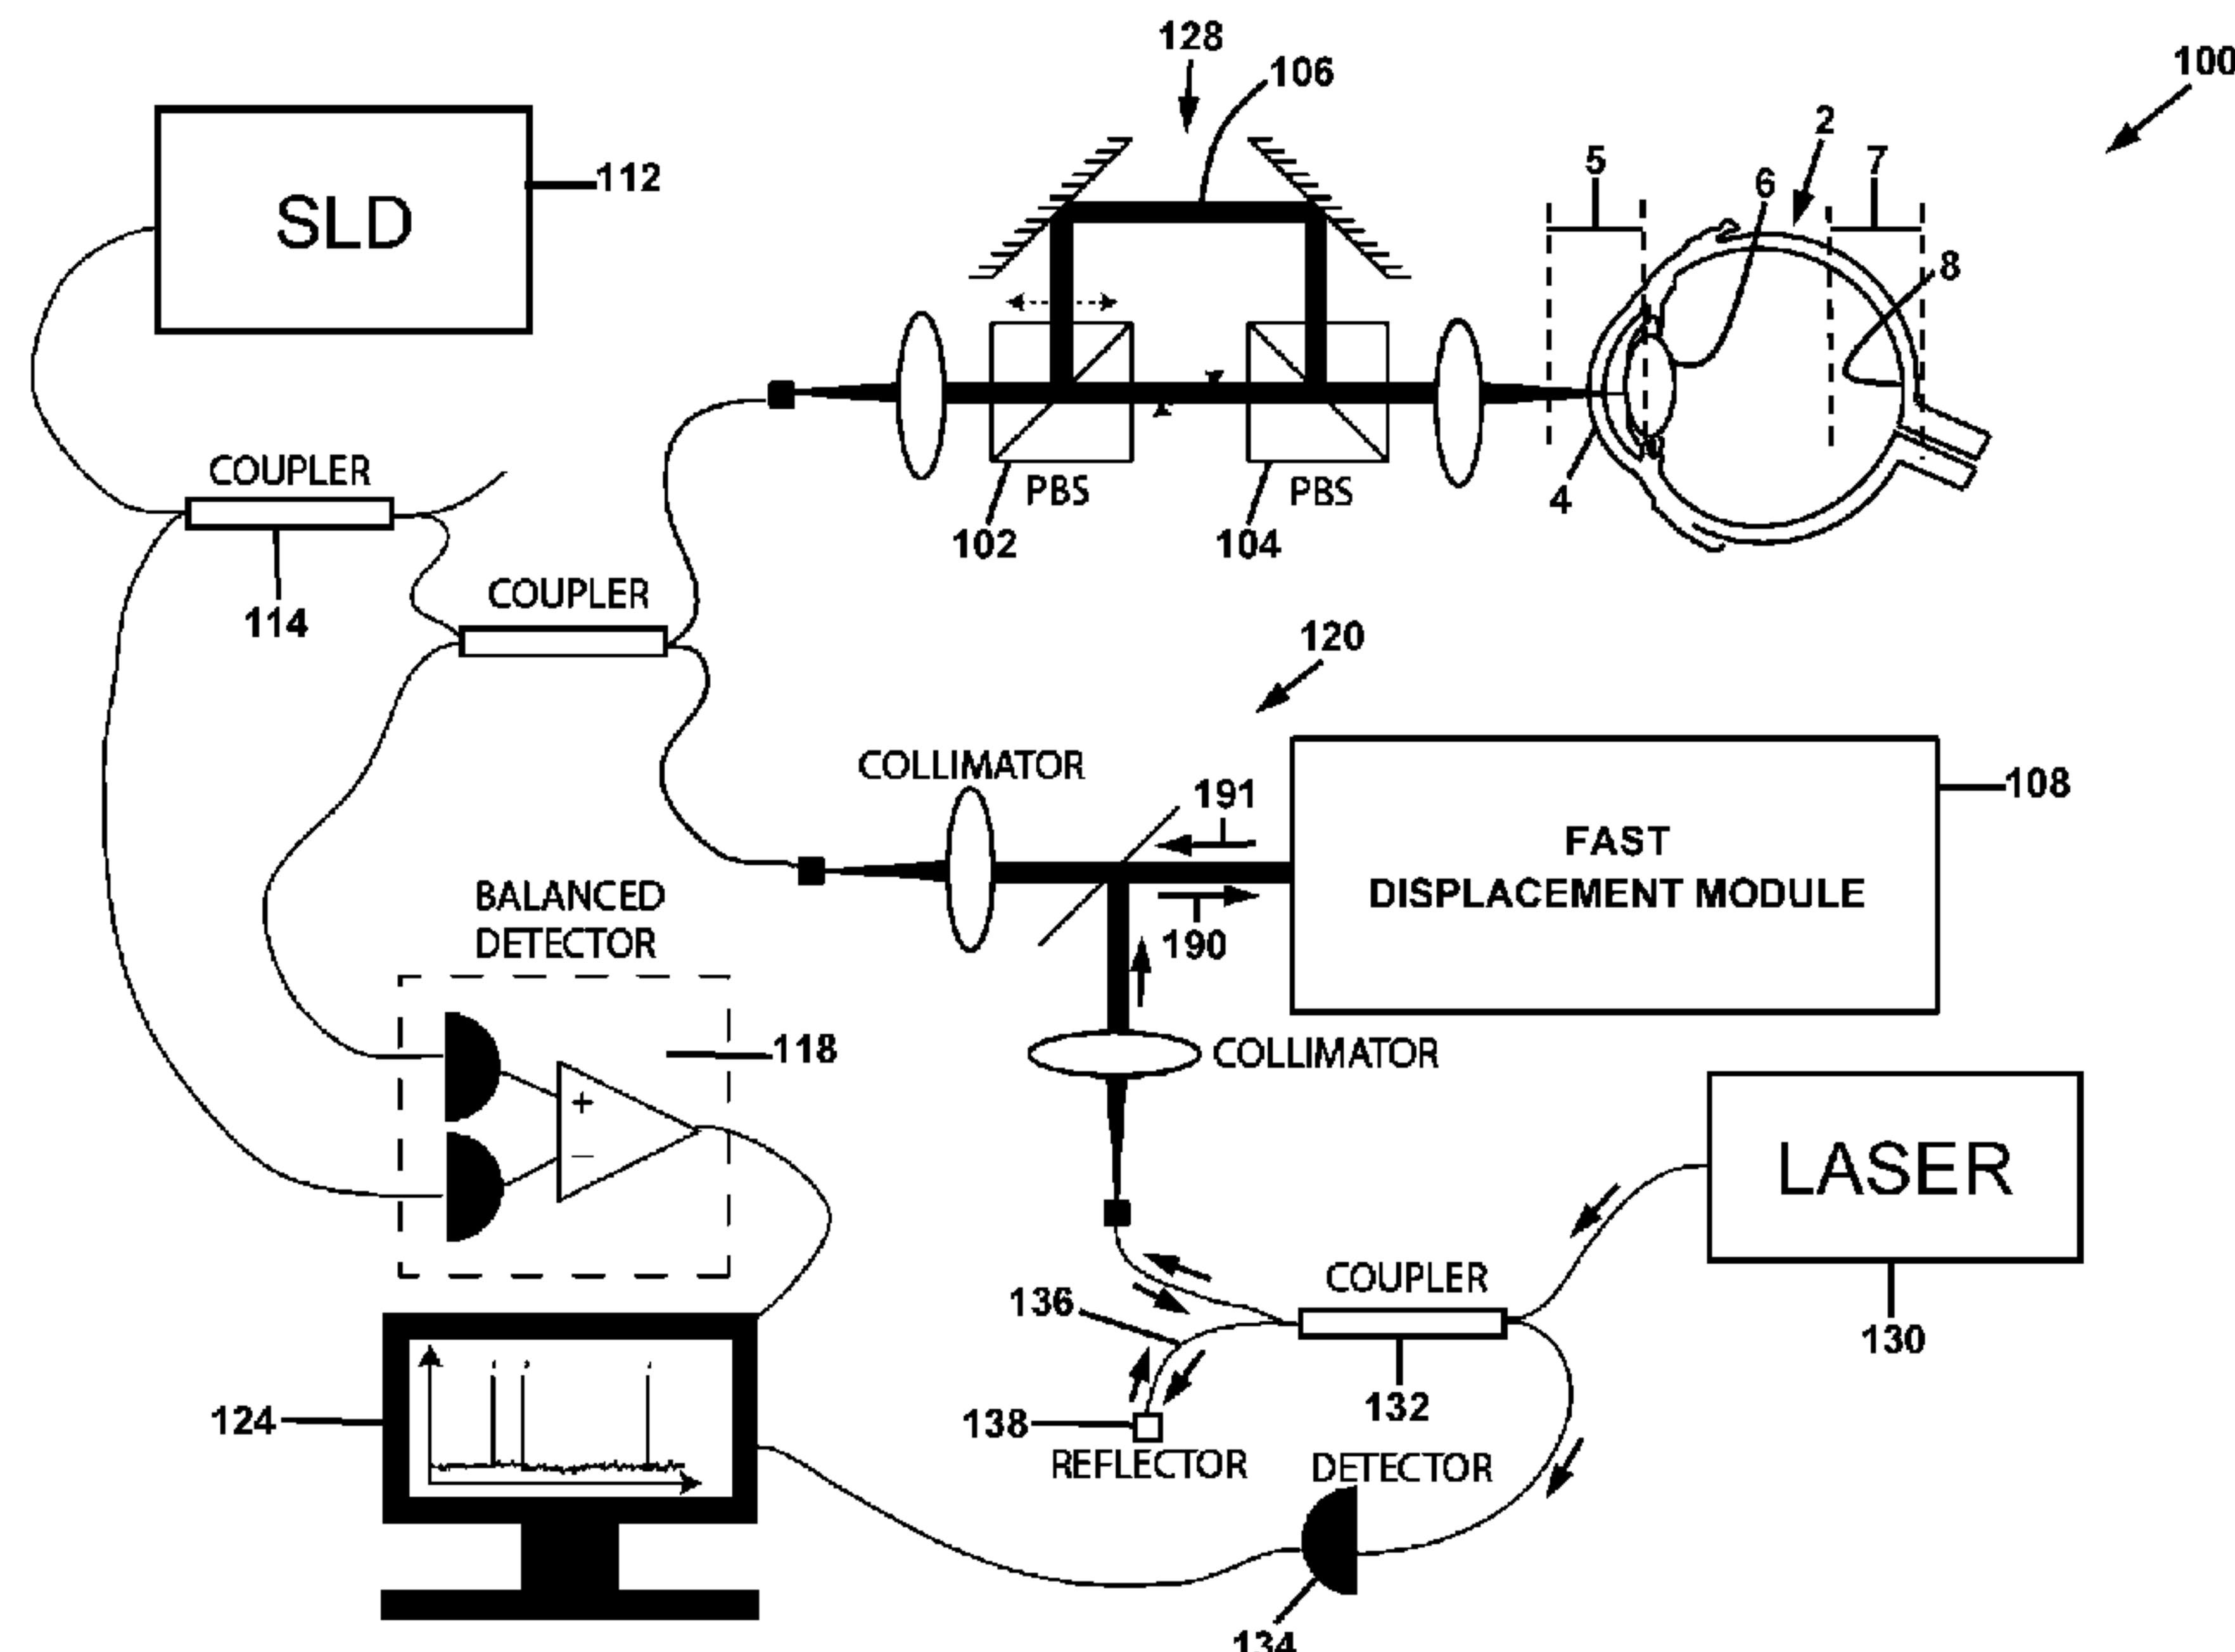 128
106
100
2
5
7
6
8
SLD
112
COUPLER
PBS
PBS
4
102
104
114
COUPLER
120
COLLIMATOR
191
FAST
DISPLACEMENT MODULE
108
190
BALANCED
DETECTOR
118
COLLIMATOR
+
−
LASER
130
COUPLER
136
132
124
138
REFLECTOR
DETECTOR
134